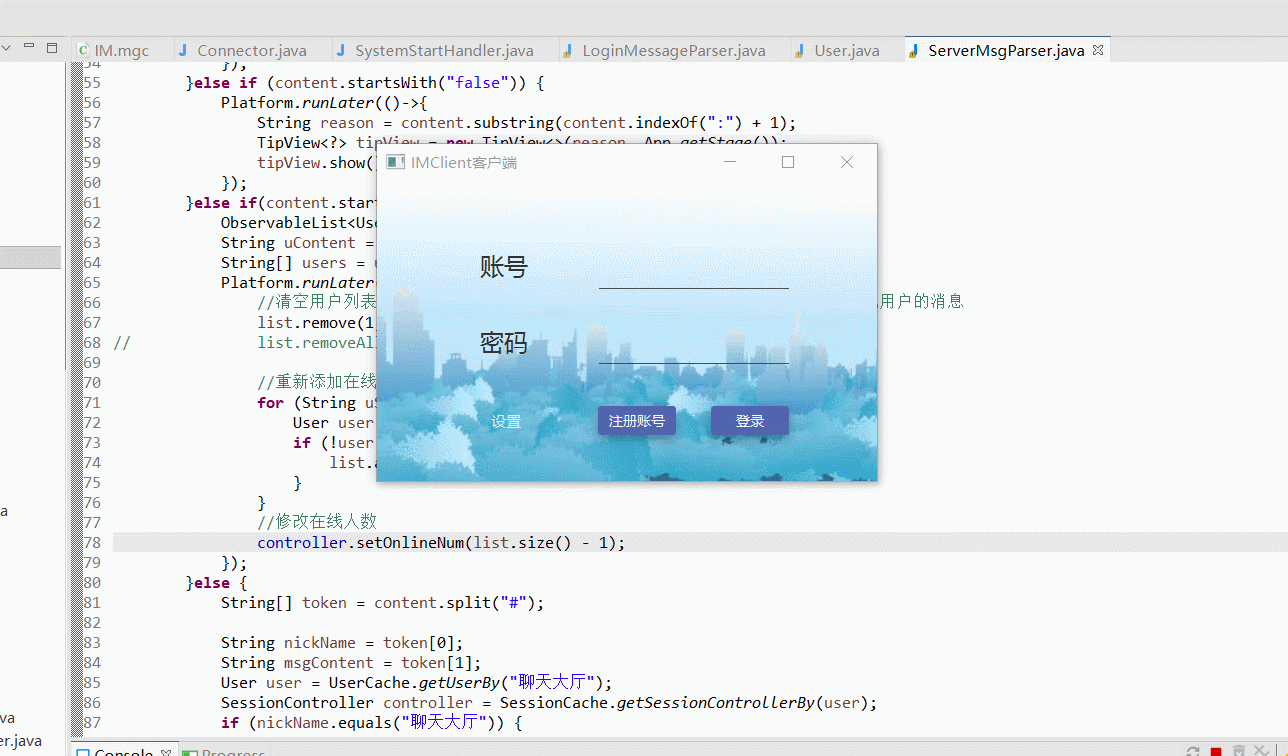 IM.mgc Connector.java SystemStartHandler.java LoginMessageParser.java User.java ServerMsgParser.java
54 });
55 }else if (content.startsWith("false")) {
56 Platform.runLater(()->{
57 String reason = content.substring(content.indexOf(":") + 1);
58 TipView<?> tipView = new TipView<>(reason, App.getStage());
59 tipView.show(
60 });
61 }else if(content.star
62 ObservableList<Use
63 String uContent =
64 String[] users = u
65 Platform.runLater(
66 //清空用户列表 用户的消息
67 list.remove(1
68 // list.removeAl
69
70 //重新添加在线
71 for (String uS
72 User user
73 if (!user
74 list.a
75 }
76 }
77 //修改在线人数
78 controller.setOnlineNum(list.size() - 1);
79 });
80 }else {
81 String[] token = content.split("#");
82
83 String nickName = token[0];
84 String msgContent = token[1];
85 User user = UserCache.getUserBy("聊天大厅");
86 SessionController controller = SessionCache.getSessionControllerBy(user);
87 if (nickName.equals("聊天大厅")) {
IMClient客户端
账号
密码
设置 注册账号 登录
a
va
er.java
Console Progress